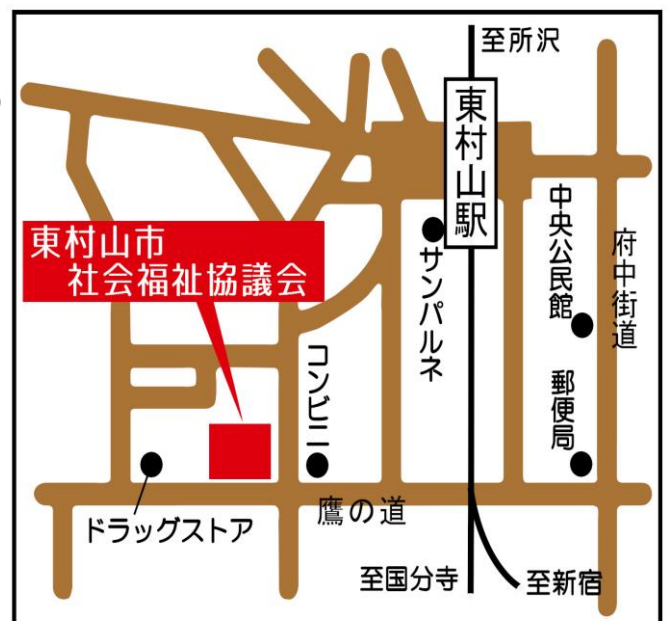 至所沢
東村山駅
東村山市
社会福祉協議会
サンパルネ
中央公民館
府中街道
コンビニ
郵便局
ドラッグストア
鷹の道
至国分寺
至新宿